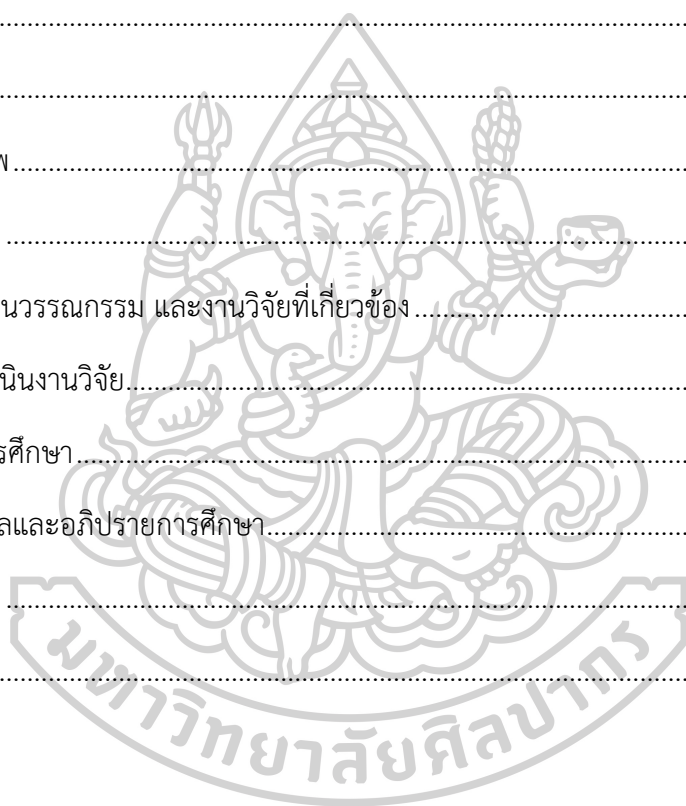 ....................................................................................................
....................................................................................................
พ....................................................................................................
....................................................................................................
นวรรณกรรม และงานวิจัยที่เกี่ยวข้อง........................................
นินงานวิจัย....................................................................................
รศึกษา............................................................................................
ลและอภิปรายการศึกษา................................................................
....................................................................................................
....................................................................................................
มหาวิทยาลัยศิลปากร